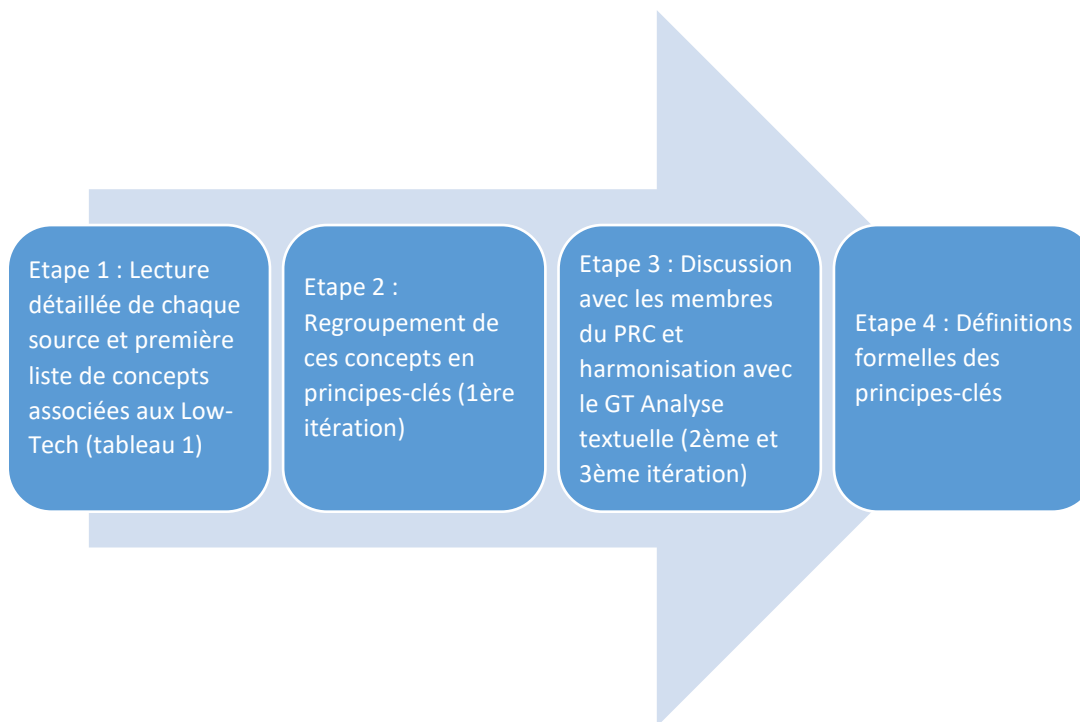 Etape 1 : Lecture
détaillée de chaque
source et première
liste de concepts
associées aux Low-
Tech (tableau 1)
Etape 2 :
Regroupement de
ces concepts en
principes-clés (1ère
itération)
Etape 3 : Discussion
avec les membres
du PRC et
harmonisation avec
le GT Analyse
textuelle (2ème et
3ème itération)
Etape 4 : Définitions
formelles des
principes-clés